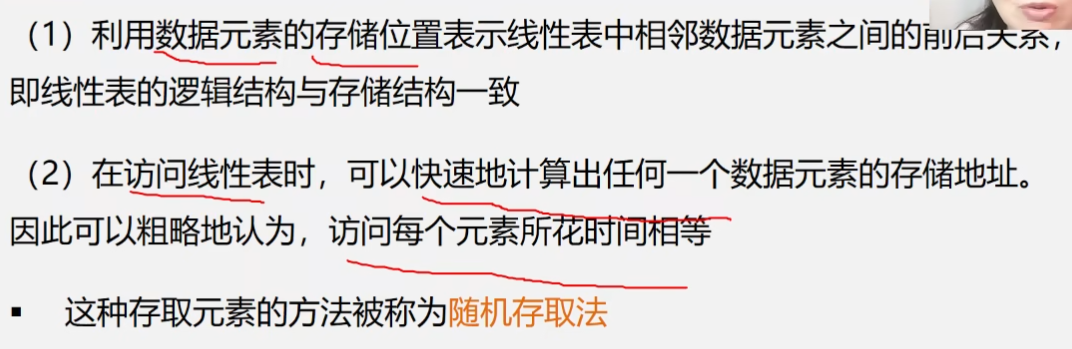 （1）利用数据元素的存储位置表示线性表中相邻数据元素之间的前后关系，
即线性表的逻辑结构与存储结构一致
（2）在访问线性表时，可以快速地计算出任何一个数据元素的存储地址。
因此可以粗略地认为，访问每个元素所花时间相等
▪ 这种存取元素的方法被称为随机存取法